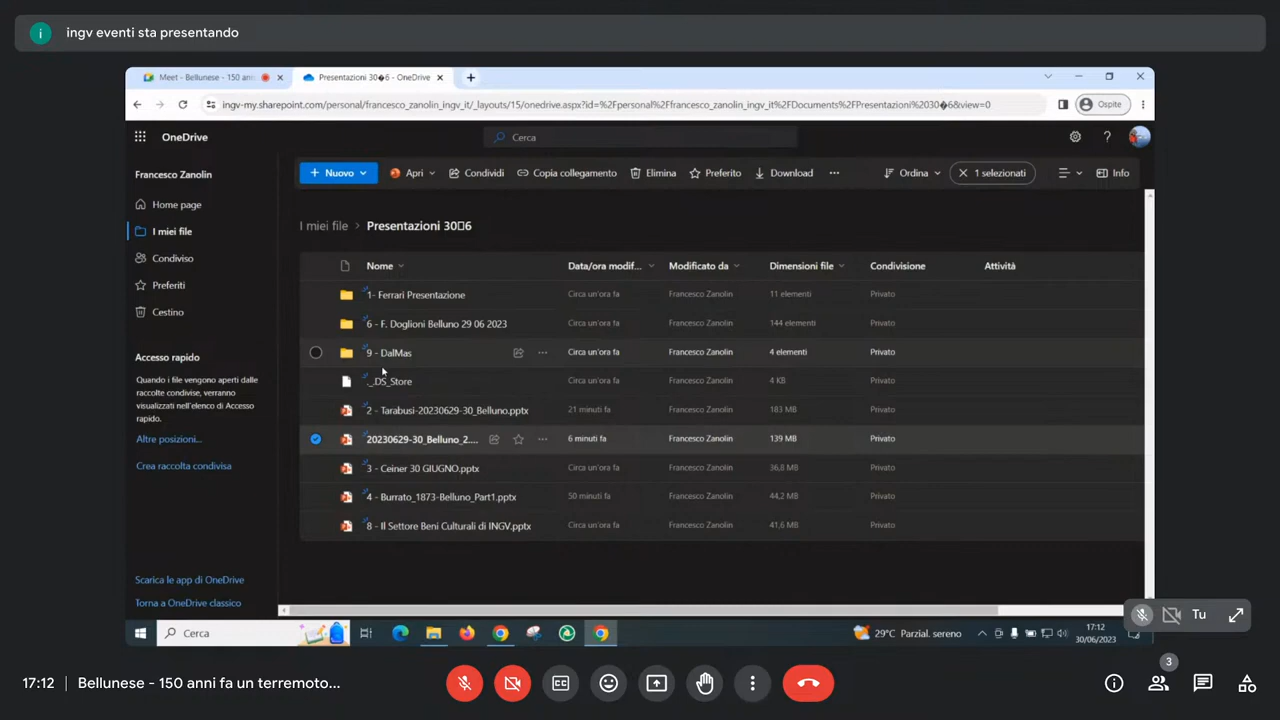 i ingv eventi sta presentando
Meet - Bellunese - 150 ann
Presentazioni 30�6 - OneDrive
ingv-my.sharepoint.com/personal/francesco_zanolin_ingv_it/_layouts/15/onedrive.aspx?id=%2Fpersonal%2Ffrancesco_zanolin_ingv_it%2FDocuments%2FPresentazioni%2030�6&view=0
Ospite
OneDrive
Cerca
Francesco Zanolin
Home page
I miei file
Condiviso
Preferiti
Cestino
Accesso rapido
Quando i file vengono aperti dalle
raccolte condivise, verranno
visualizzati nell'elenco di Accesso
rapido.
Altre posizioni...
Crea raccolta condivisa
Scarica le app di OneDrive
Torna a OneDrive classico
+ Nuovo Apri Condividi Copia collegamento Elimina Preferito Download ··· Ordina 1 selezionati Info
I miei file > Presentazioni 30▯6
Nome Data/ora modif... Modificato da Dimensioni file Condivisione Attività
1- Ferrari Presentazione Circa un'ora fa Francesco Zanolin 11 elementi Privato
6 - F. Doglioni Belluno 29 06 2023 Circa un'ora fa Francesco Zanolin 144 elementi Privato
9 - DalMas Circa un'ora fa Francesco Zanolin 4 elementi Privato
._DS_Store Circa un'ora fa Francesco Zanolin 4 KB Privato
2 - Tarabusi-20230629-30_Belluno.pptx 21 minuti fa Francesco Zanolin 183 MB Privato
20230629-30_Belluno_2.... 6 minuti fa Francesco Zanolin 139 MB Privato
3 - Ceiner 30 GIUGNO.pptx Circa un'ora fa Francesco Zanolin 36,8 MB Privato
4 - Burrato_1873-Belluno_Part1.pptx 50 minuti fa Francesco Zanolin 44,2 MB Privato
8 - Il Settore Beni Culturali di INGV.pptx Circa un'ora fa Francesco Zanolin 41,6 MB Privato
Tu
Cerca
29°C Parzial. sereno
17:12
30/06/2023
17:12 | Bellunese - 150 anni fa un terremoto...
CC
3